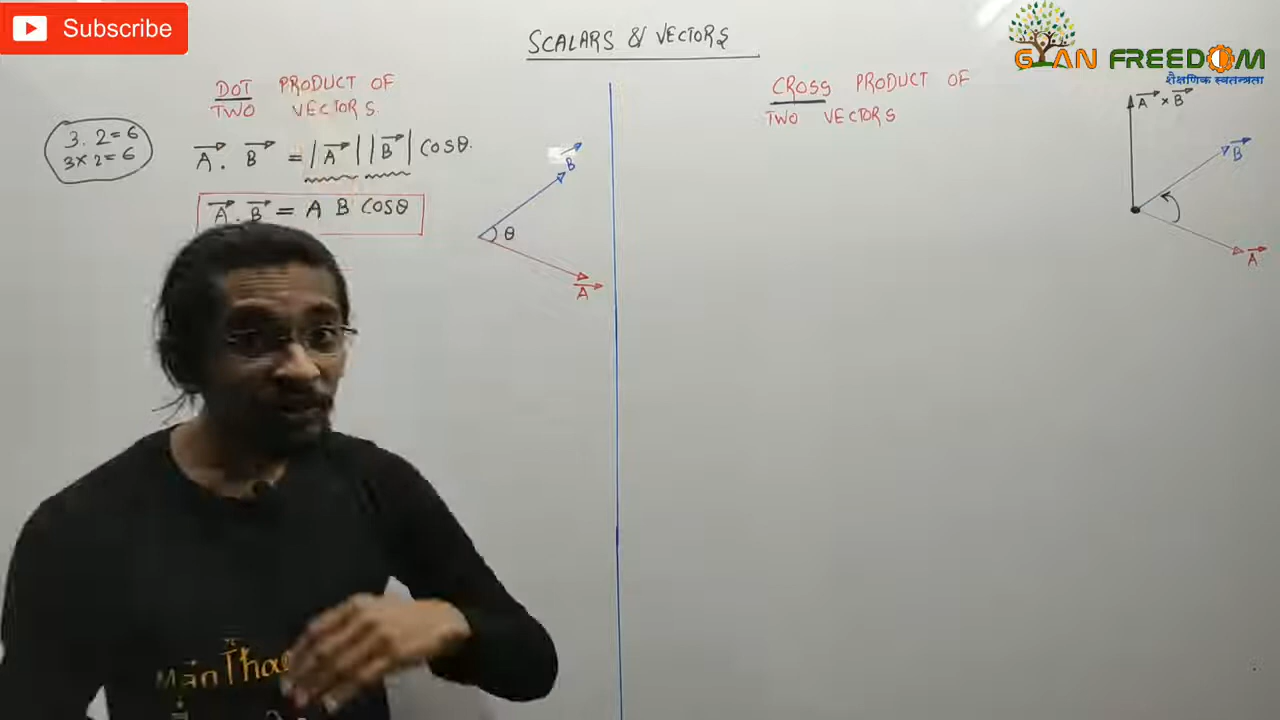 Subscribe
SCALARS & VECTORS
GYAN FREEDOM
शैक्षणिक स्वतन्त्रता
DOT PRODUCT OF
TWO VECTORS.
3. 2 = 6
3 × 2 = 6
A⃗ . B⃗ = |A⃗| |B⃗| COSθ.
A⃗ . B⃗ = A B COSθ
B⃗
θ
A⃗
CROSS PRODUCT OF
TWO VECTORS
A⃗ × B⃗
B⃗
A⃗